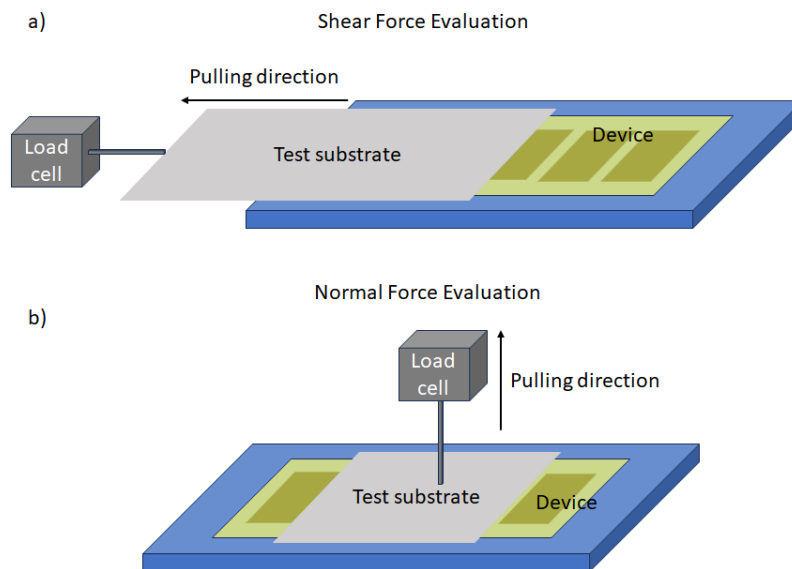 a)
Shear Force Evaluation
Pulling direction
Load
cell
Test substrate
Device
Normal Force Evaluation
b)
Load
cell
Pulling direction
Test substrate
Device